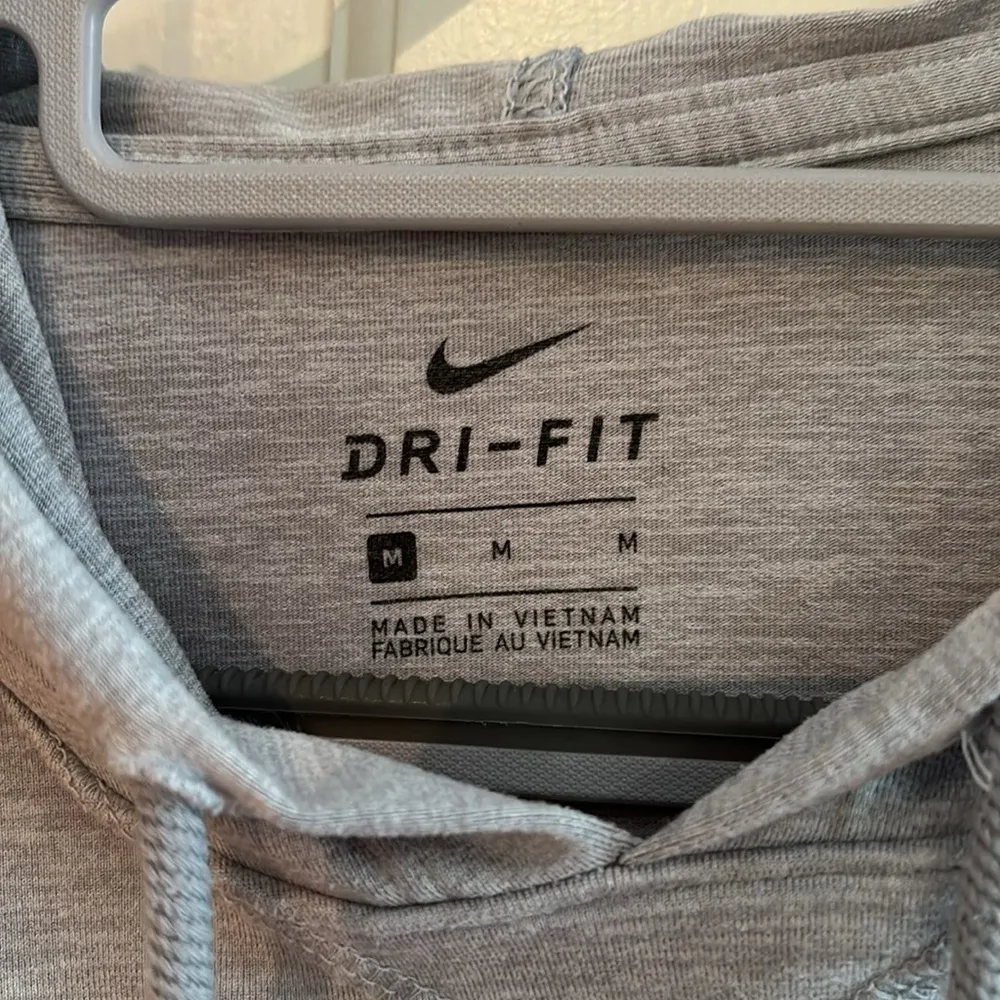 DRI-FIT
M M M
MADE IN VIETNAM
FABRIQUE AU VIETNAM